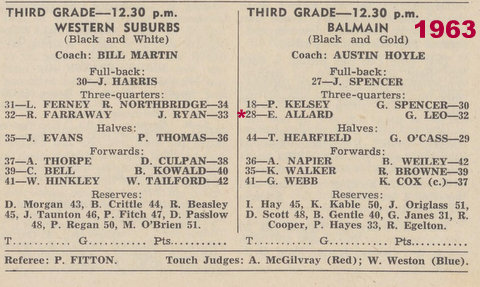 THIRD GRADE—12.30 p.m.
WESTERN SUBURBS
(Black and White)
Coach: BILL MARTIN
Full-back:
30—J. HARRIS
Three-quarters:
31—L. FERNEY R. NORTHBRIDGE—34
32—R. FARRAWAY J. RYAN—33
Halves:
35—J. EVANS P. THOMAS—36
Forwards:
37—A. THORPE D. CULPAN—38
39—C. BELL B. KOWALD—40
41—W. HINKLEY W. TAILFORD—42
Reserves:
D. Morgan 43, B. Crittle 44, R. Beasley
45, J. Taunton 46, P. Fitch 47, D. Passlow
48, P. Regan 50, M. O'Brien 51.
T............ G............ Pts............
THIRD GRADE—12.30 p.m.
1963
BALMAIN
(Black and Gold)
Coach: AUSTIN HOYLE
Full-back:
27—J. SPENCER
Three-quarters:
18—P. KELSEY G. SPENCER—30
*28—E. ALLARD G. LEO—32
Halves:
44—T. HEARFIELD G. O'CASS—29
Forwards:
36—A. NAPIER B. WEILEY—42
35—K. WALKER R. BROWNE—39
41—G. WEBB K. COX (c.)—37
Reserves:
I. Hay 45, K. Kable 50, J. Origlass 51,
D. Scott 48, B. Gentle 40, G. Janes 31, R.
Cooper, P. Hayes 33, R. Egelton.
T............ G............ Pts............
Referee: P. FITTON. Touch Judges: A. McGilvray (Red); W. Weston (Blue).